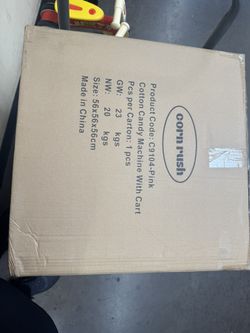 corn rush
Product Code: C9104-Pink
Cotton Candy Machine With Cart
Pcs per Carton: 1 pcs
GW: 23 kgs
NW: 20 kgs
Size: 56x56x56cm
Made in China